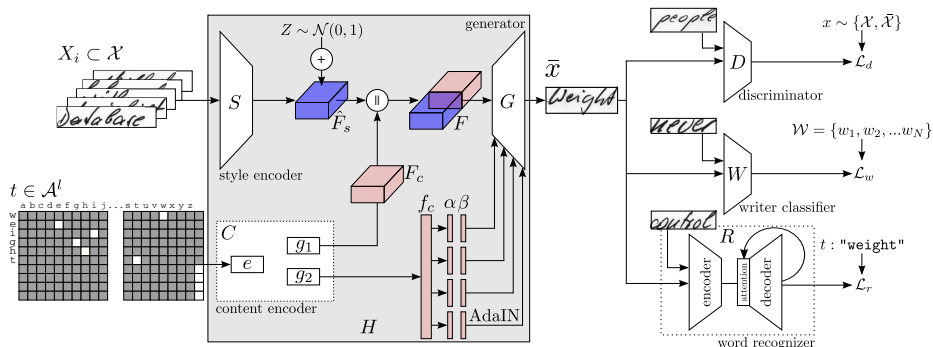 generator
people
x ∼ {𝒳, 𝒳̄}
Z ∼ 𝒩(0, 1)
X_i ⊂ 𝒳
S
+
F_s
||
F
G
x̄
Weight
D
ℒ_d
discriminator
Database
never
𝒲 = {w_1, w_2, ...w_N}
style encoder
F_c
W
ℒ_w
writer classifier
t ∈ 𝒜^l
a b c d e f g h i j ... s t u v w x y z
w
e
i
g
h
t
f_c
α β
control
C
g_1
e
g_2
R
encoder
attention
decoder
t : "weight"
ℒ_r
content encoder
H
AdaIN
word recognizer